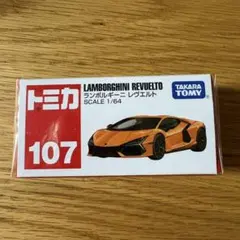 トミカ
107
LAMBORGHINI REVUELTO
ランボルギーニ レヴエルト
SCALE 1/64
TAKARA
TOMY